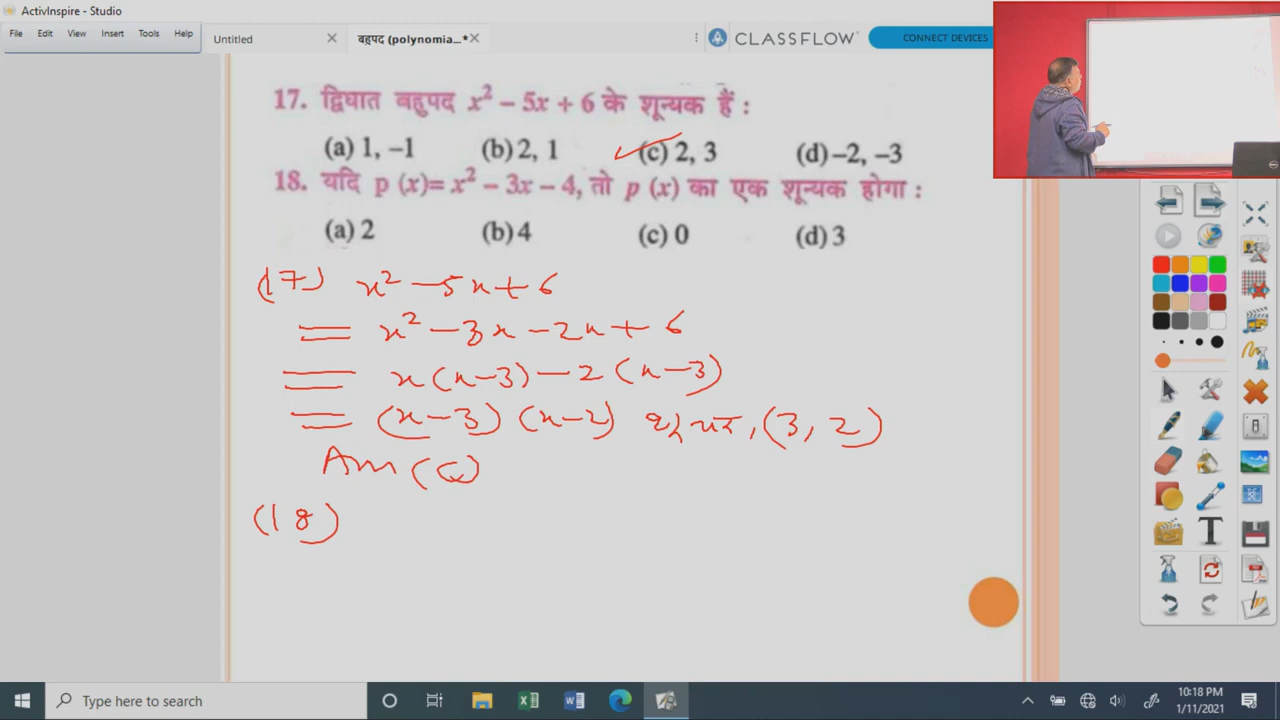 ActivInspire - Studio
File Edit View Insert Tools Help
Untitled
बहुपद (polynomia...*
CLASSFLOW
CONNECT DEVICES
17. द्विघात बहुपद x² – 5x + 6 के शून्यक हैं :
(a) 1, –1 (b) 2, 1 (c) 2, 3 (d) –2, –3
18. यदि p (x)= x² – 3x – 4, तो p (x) का एक शून्यक होगा :
(a) 2 (b) 4 (c) 0 (d) 3
(17) x² – 5x + 6
= x² – 3x – 2x + 6
= x(x–3) – 2(x–3)
= (x–3) (x–2) , (3, 2)
Ans (C)
(18)
Type here to search
10:18 PM
1/11/2021